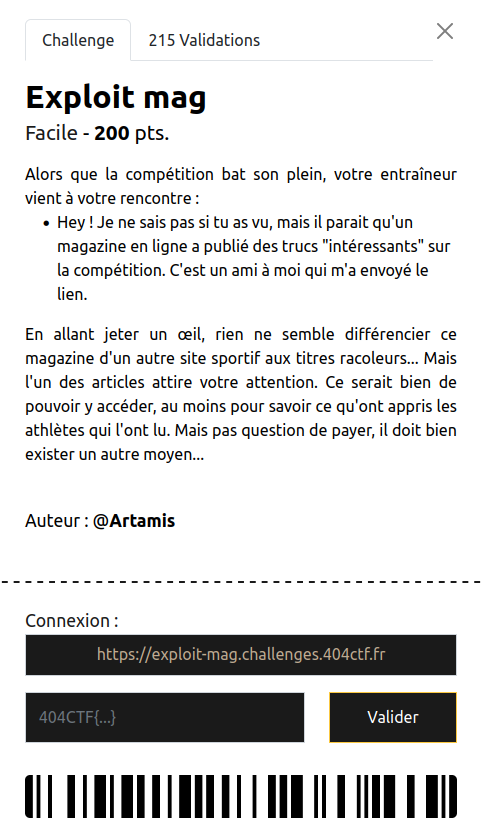 Challenge
215 Validations
Exploit mag
Facile - 200 pts.
Alors que la compétition bat son plein, votre entraîneur
vient à votre rencontre :
• Hey ! Je ne sais pas si tu as vu, mais il parait qu'un
magazine en ligne a publié des trucs "intéressants" sur
la compétition. C'est un ami à moi qui m'a envoyé le
lien.
En allant jeter un œil, rien ne semble différencier ce
magazine d'un autre site sportif aux titres racoleurs... Mais
l'un des articles attire votre attention. Ce serait bien de
pouvoir y accéder, au moins pour savoir ce qu'ont appris les
athlètes qui l'ont lu. Mais pas question de payer, il doit bien
exister un autre moyen...
Auteur : @Artamis
Connexion :
https://exploit-mag.challenges.404ctf.fr
404CTF{...}
Valider